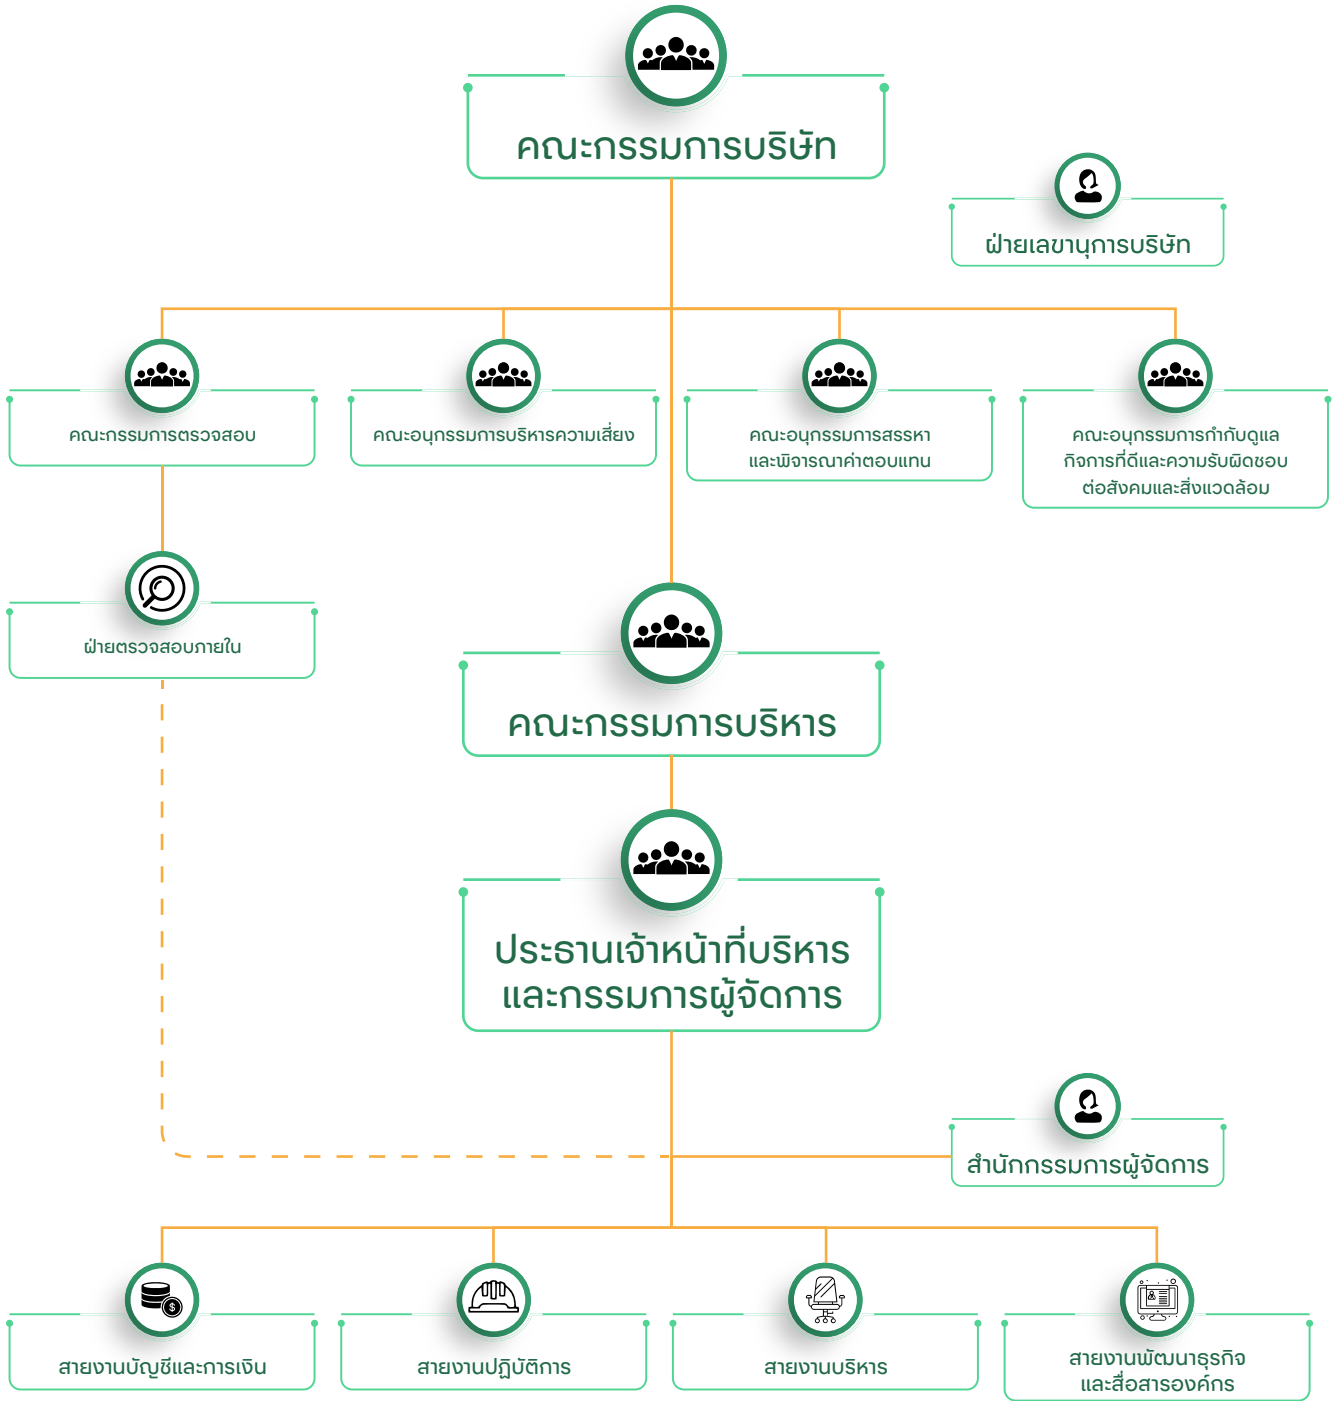 คณะกรรมการบริษัท
ฝ่ายเลขานุการบริษัท
คณะกรรมการตรวจสอบ
คณะอนุกรรมการบริหารความเสี่ยง
คณะอนุกรรมการสรรหา
และพิจารณาค่าตอบแทน
คณะอนุกรรมการกำกับดูแล
กิจการที่ดีและความรับผิดชอบ
ต่อสังคมและสิ่งแวดล้อม
ฝ่ายตรวจสอบภายใน
คณะกรรมการบริหาร
ประธานเจ้าหน้าที่บริหาร
และกรรมการผู้จัดการ
สำนักกรรมการผู้จัดการ
สายงานบัญชีและการเงิน
สายงานปฏิบัติการ
สายงานบริหาร
สายงานพัฒนาธุรกิจ
และสื่อสารองค์กร